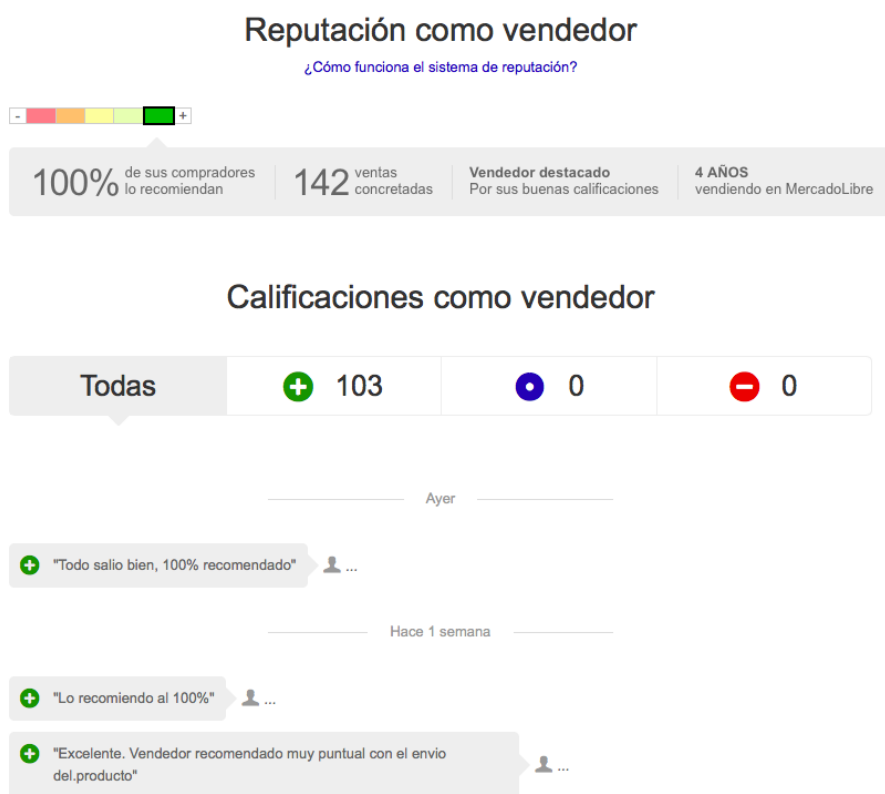 Reputación como vendedor
¿Cómo funciona el sistema de reputación?
- +
100% de sus compradores lo recomiendan
142 ventas concretadas
Vendedor destacado
Por sus buenas calificaciones
4 AÑOS
vendiendo en MercadoLibre
Calificaciones como vendedor
Todas 103 0 0
Ayer
"Todo salio bien, 100% recomendado" ...
Hace 1 semana
"Lo recomiendo al 100%" ...
"Excelente. Vendedor recomendado muy puntual con el envio
del.producto" ...